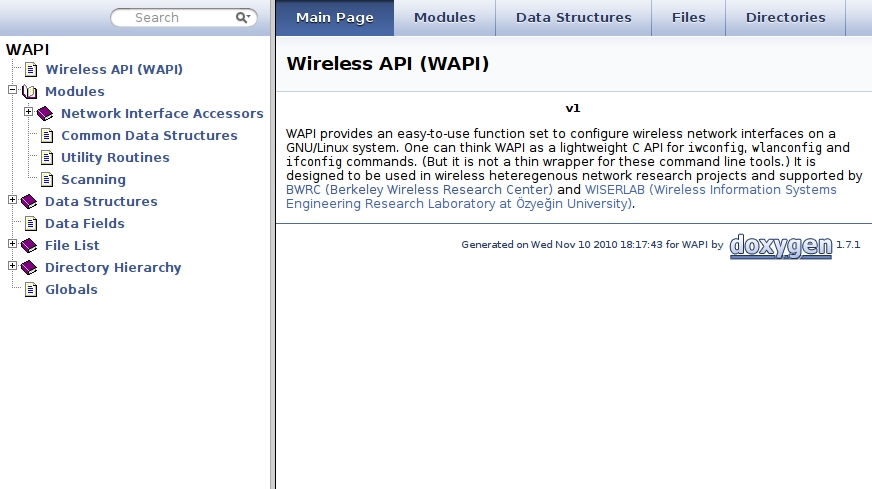 Search
Main Page
Modules
Data Structures
Files
Directories
WAPI
Wireless API (WAPI)
Modules
Network Interface Accessors
Common Data Structures
Utility Routines
Scanning
Data Structures
Data Fields
File List
Directory Hierarchy
Globals
Wireless API (WAPI)
v1
WAPI provides an easy-to-use function set to configure wireless network interfaces on a
GNU/Linux system. One can think WAPI as a lightweight C API for iwconfig, wlanconfig and
ifconfig commands. (But it is not a thin wrapper for these command line tools.) It is
designed to be used in wireless heteregenous network research projects and supported by
BWRC (Berkeley Wireless Research Center) and WISERLAB (Wireless Information Systems
Engineering Research Laboratory at Özyeğin University).
Generated on Wed Nov 10 2010 18:17:43 for WAPI by doxygen 1.7.1